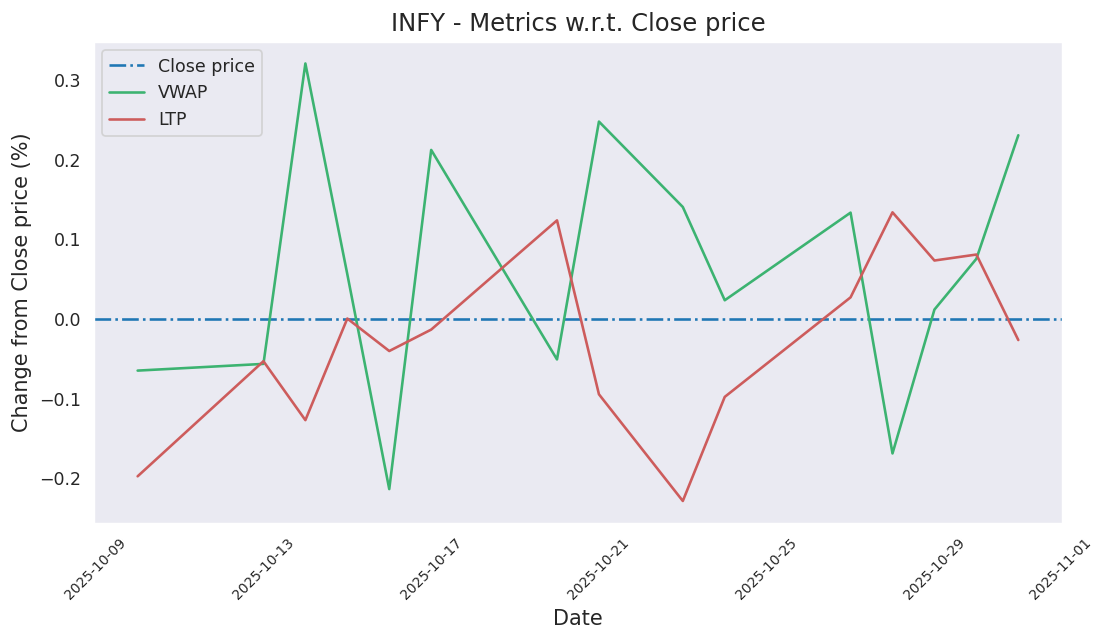 INFY - Metrics w.r.t. Close price
Close price
VWAP
LTP
Change from Close price (%)
0.3
0.2
0.1
0.0
−0.1
−0.2
2025-10-09
2025-10-13
2025-10-17
2025-10-21
2025-10-25
2025-10-29
2025-11-01
Date